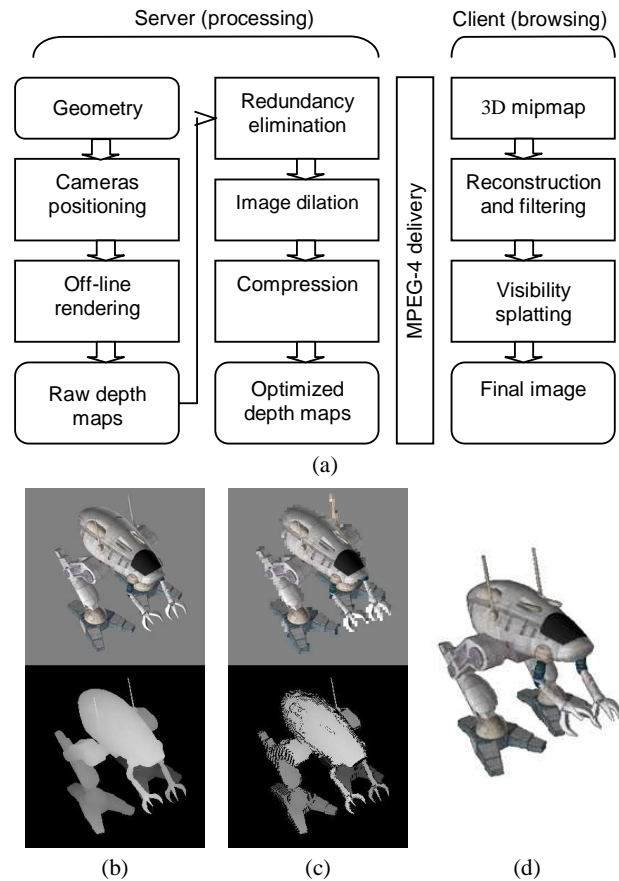 Server (processing)
Client (browsing)
Geometry
Cameras
positioning
Off-line
rendering
Raw depth
maps
Redundancy
elimination
Image dilation
Compression
Optimized
depth maps
MPEG-4 delivery
3D mipmap
Reconstruction
and filtering
Visibility
splatting
Final image
(a)
(b)
(c)
(d)